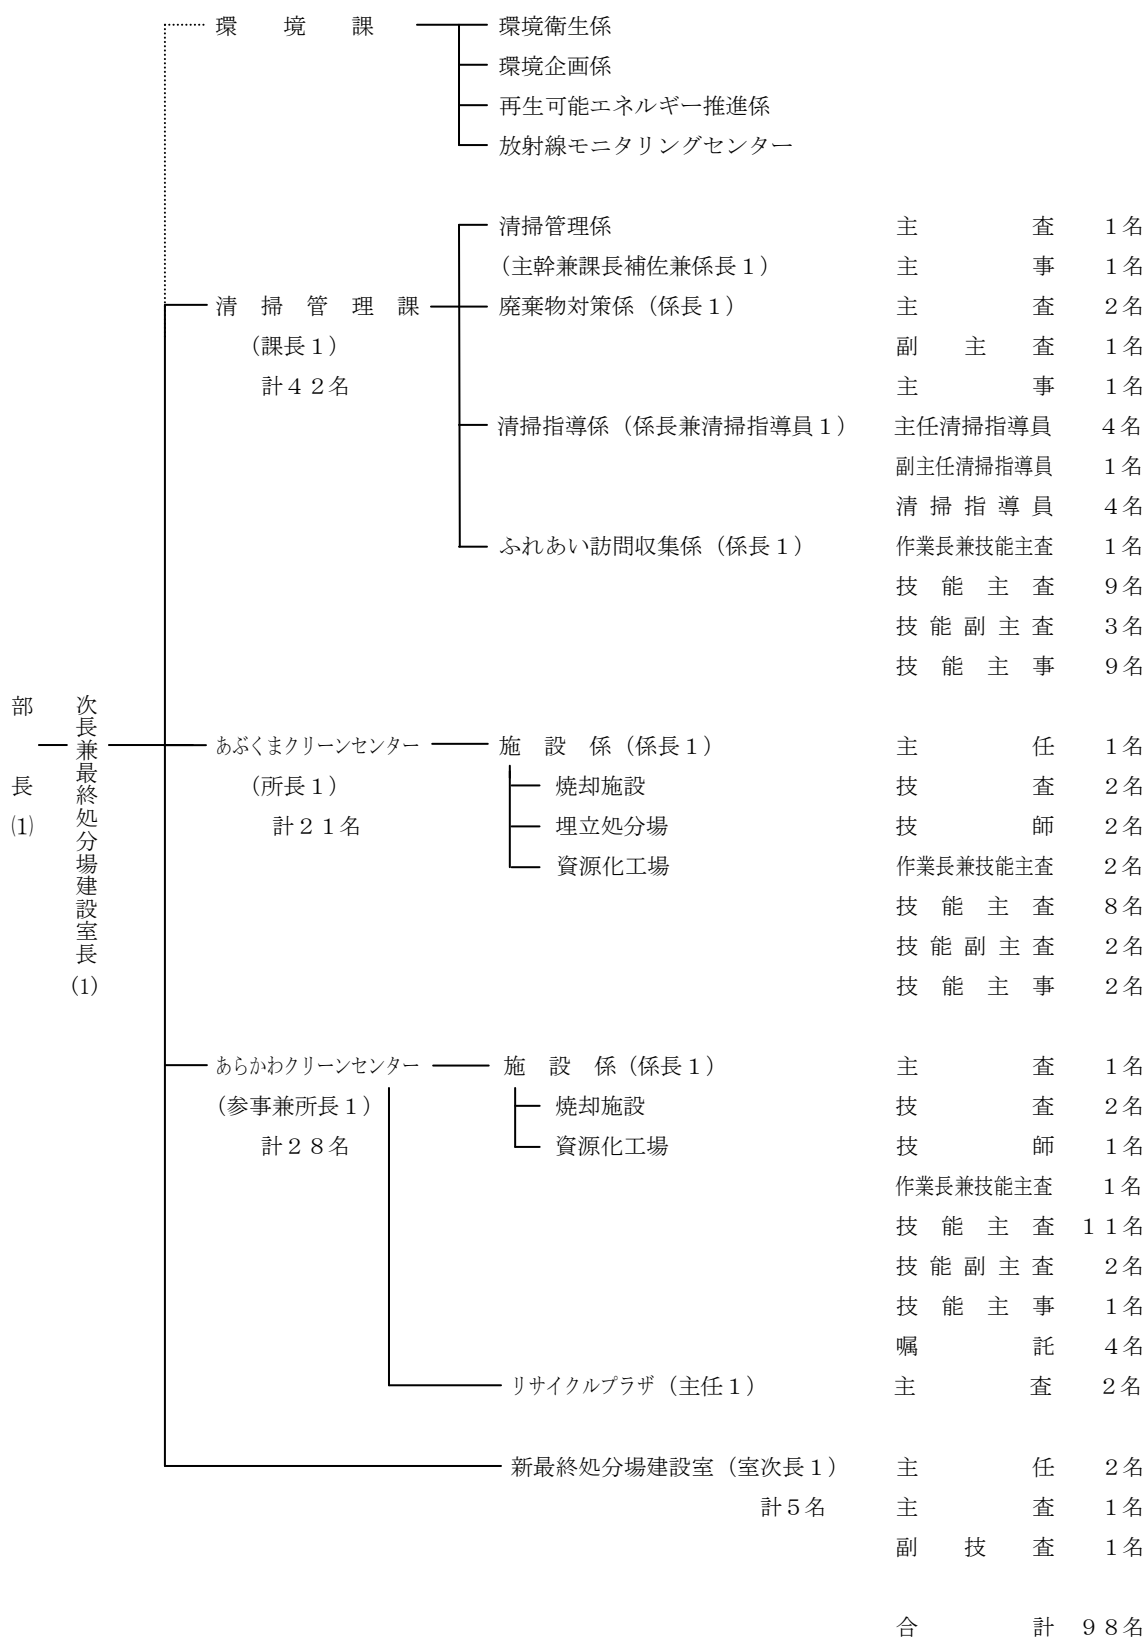 環境課 環境衛生係
環境企画係
再生可能エネルギー推進係
放射線モニタリングセンター
清掃管理係 主査 1名
(主幹兼課長補佐兼係長1) 主事 1名
清掃管理課 廃棄物対策係(係長1) 主査 2名
(課長1) 副主査 1名
計42名 主事 1名
清掃指導係(係長兼清掃指導員1) 主任清掃指導員 4名
副主任清掃指導員 1名
清掃指導員 4名
ふれあい訪問収集係(係長1) 作業長兼技能主査 1名
技能主査 9名
技能副主査 3名
技能主事 9名
部長(1)
次長兼最終処分場建設室長(1)
あぶくまクリーンセンター 施設係(係長1) 主任 1名
(所長1) 焼却施設 技査 2名
計21名 埋立処分場 技師 2名
資源化工場 作業長兼技能主査 2名
技能主査 8名
技能副主査 2名
技能主事 2名
あらかわクリーンセンター 施設係(係長1) 主査 1名
(参事兼所長1) 焼却施設 技査 2名
計28名 資源化工場 技師 1名
作業長兼技能主査 1名
技能主査 11名
技能副主査 2名
技能主事 1名
嘱託 4名
リサイクルプラザ(主任1) 主査 2名
新最終処分場建設室(室次長1) 主任 2名
計5名 主査 1名
副技査 1名
合計 98名